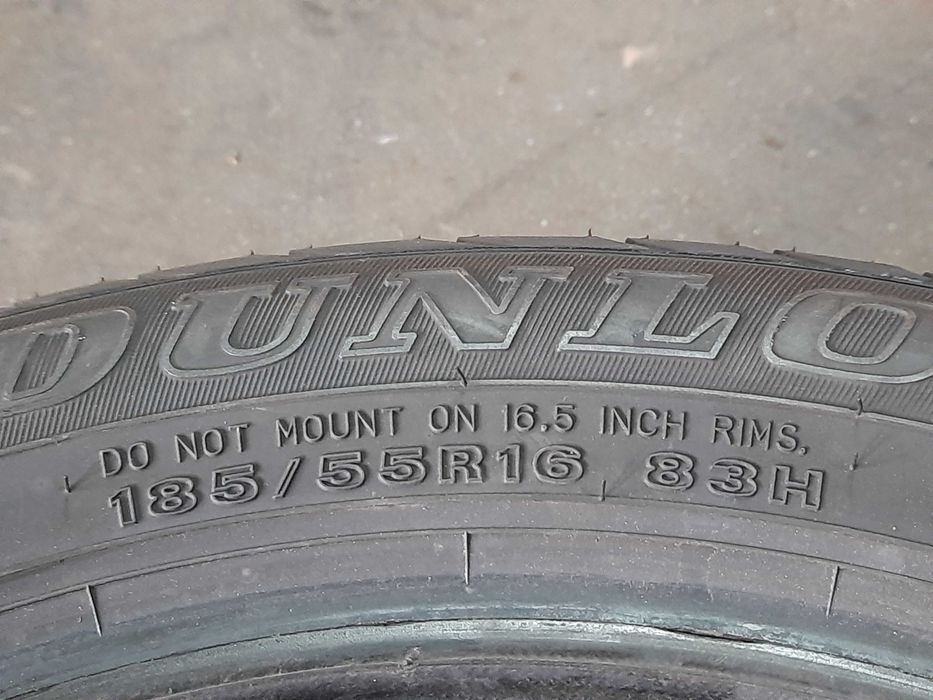 DUNLO
DO NOT MOUNT ON 16.5 INCH RIMS.
185/55R16 83H